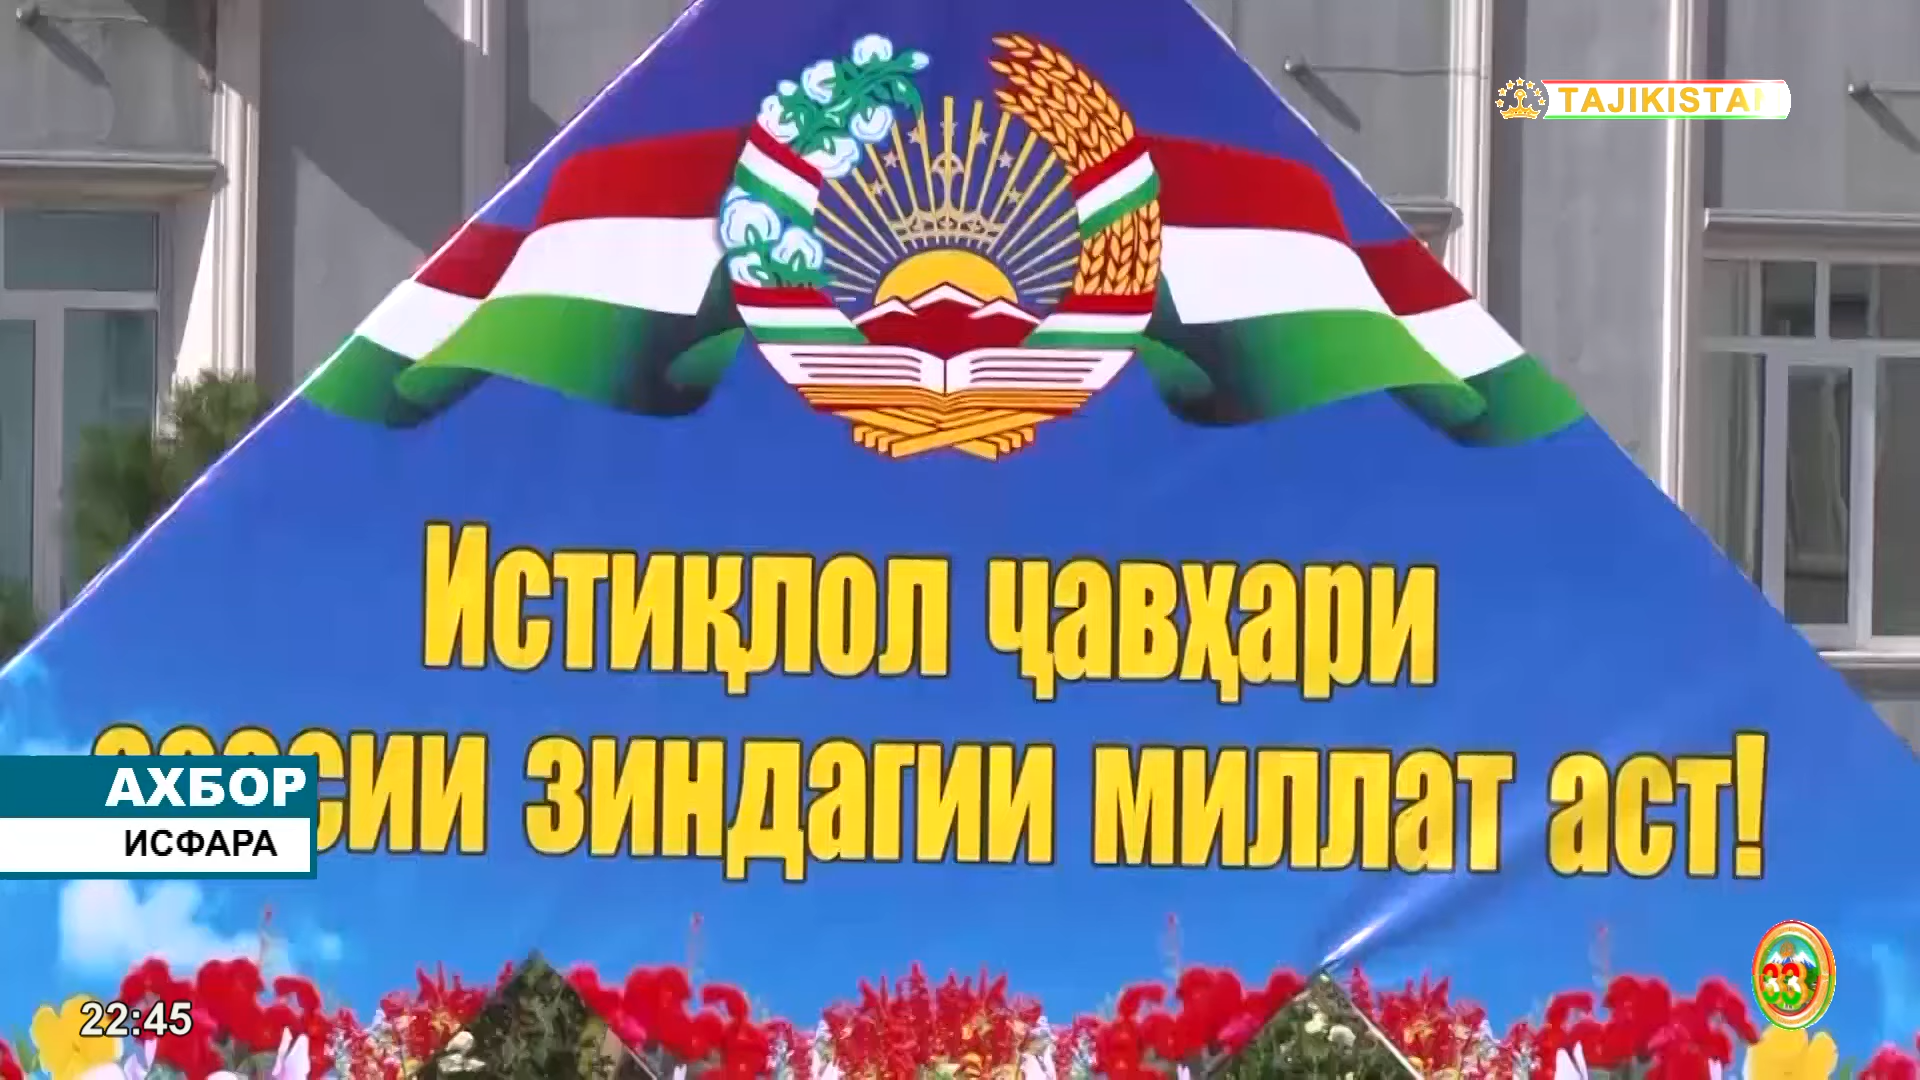 TAJIKISTAN
Истиқлол ҷавҳари
зиндагии миллат аст!
АХБОР
ИСФАРА
33
22:45